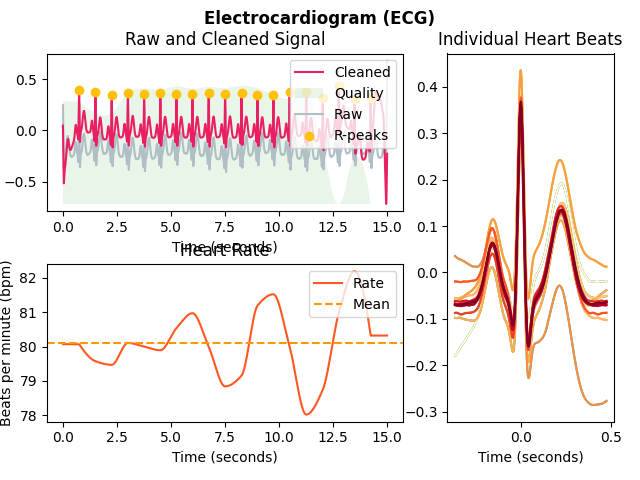 Electrocardiogram (ECG)
Raw and Cleaned Signal
Individual Heart Beats
Cleaned
Quality
Raw
R-peaks
0.5
0.0
−0.5
0.0
2.5
5.0
7.5
10.0
12.5
15.0
Time (seconds)
Heart Rate
Rate
Mean
Beats per minute (bpm)
82
81
80
79
78
0.0
2.5
5.0
7.5
10.0
12.5
15.0
Time (seconds)
0.4
0.3
0.2
0.1
0.0
−0.1
−0.2
−0.3
0.0
0.5
Time (seconds)